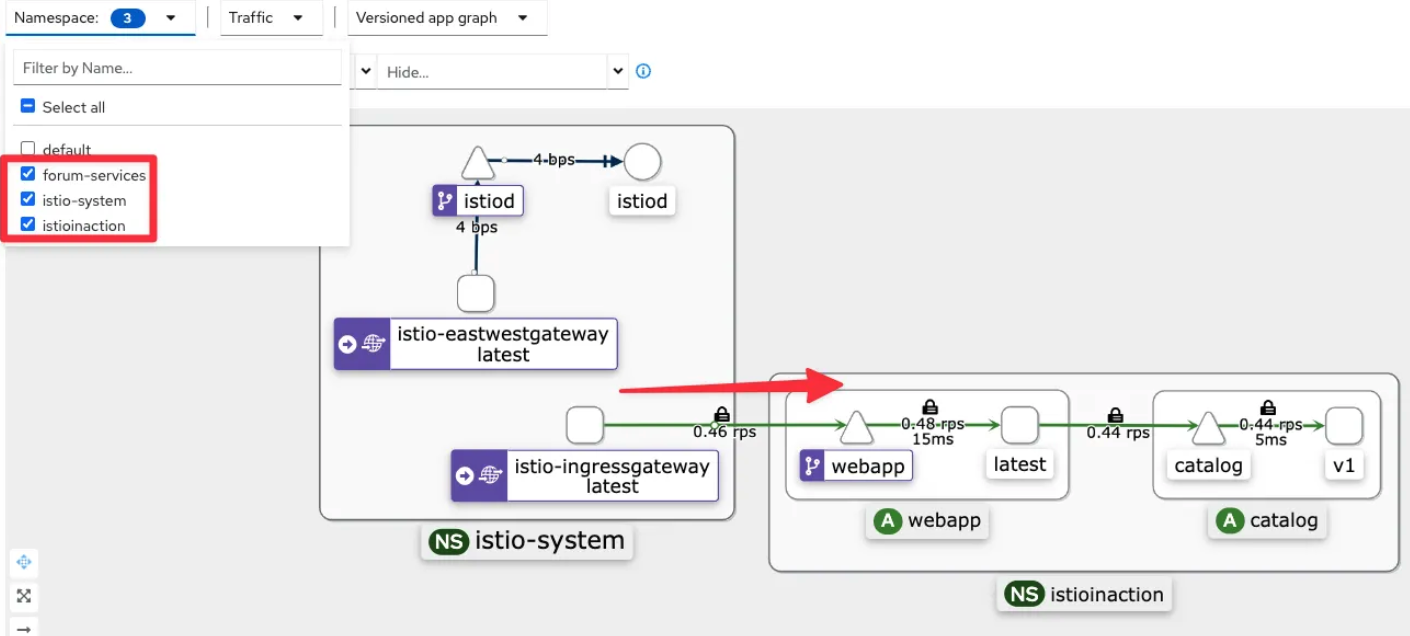 Namespace: 3
Traffic
Versioned app graph
Filter by Name...
Hide...
Select all
default
forum-services
istio-system
istioinaction
4 bps
istiod
istiod
4 bps
istio-eastwestgateway
latest
0.46 rps
istio-ingressgateway
latest
NS istio-system
0.48 rps
15ms
webapp
latest
A webapp
0.44 rps
0.44 rps
5ms
catalog
v1
A catalog
NS istioinaction